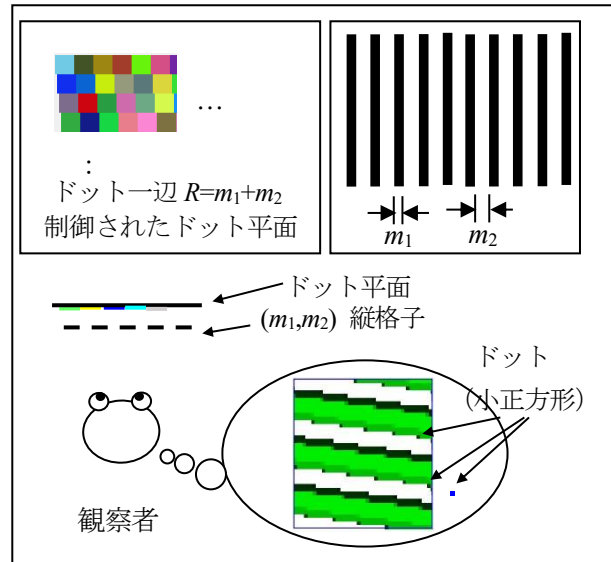 …
:
ドット一辺 R=m₁+m₂
制御されたドット平面
m₁
m₂
ドット平面
(m₁,m₂) 縦格子
ドット
(小正方形)
観察者